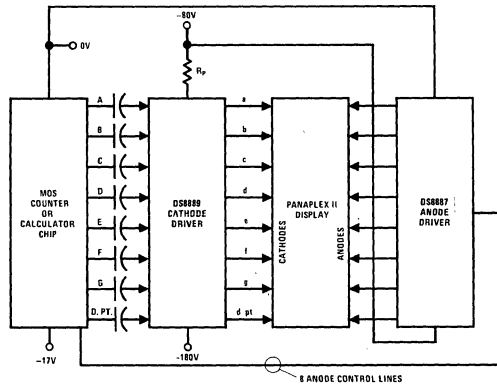 -80V
0V
RP
A
B
C
D
E
F
G
D. PT.
MOS
COUNTER
OR
CALCULATOR
CHIP
DS8889
CATHODE
DRIVER
a
b
c
d
e
f
g
d pt
PANAPLEX II
DISPLAY
CATHODES
ANODES
DS8887
ANODE
DRIVER
-17V
-180V
8 ANODE CONTROL LINES